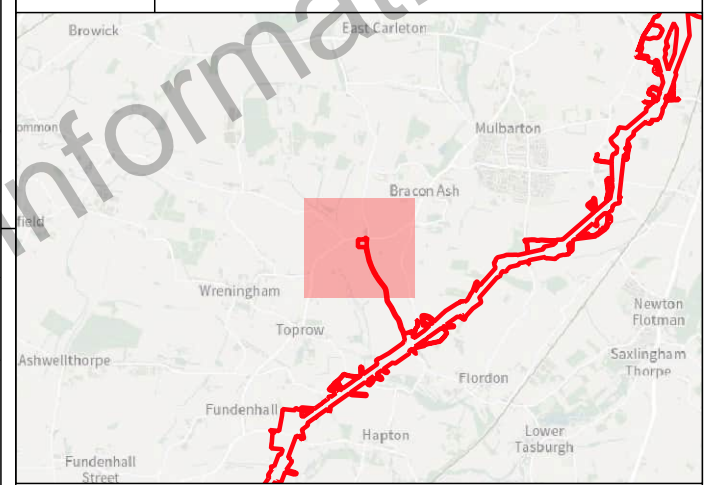 Browick
East Carleton
ommon
Mulbarton
Informati
Bracon Ash
field
Wreningham
Newton
Flotman
Toprow
Saxlingham
Thorpe
Ashwellthorpe
Flordon
Fundenhall
Hapton
Lower
Tasburgh
Fundenhall
Street